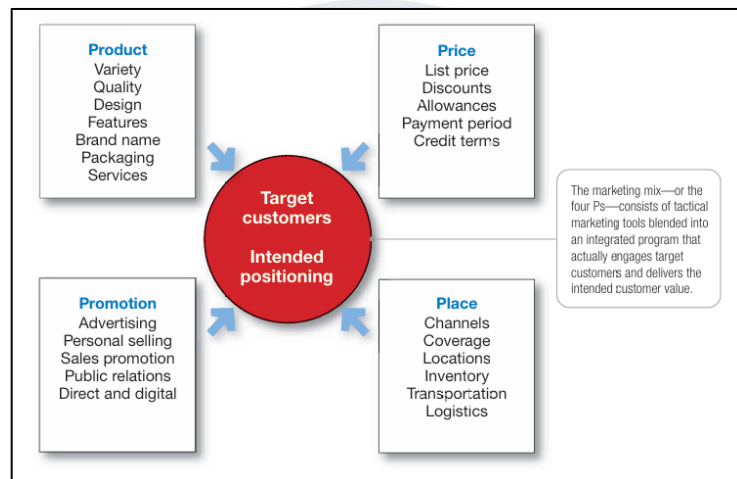 Product
Variety
Quality
Design
Features
Brand name
Packaging
Services
Price
List price
Discounts
Allowances
Payment period
Credit terms
Target
customers
Intended
positioning
The marketing mix—or the
four Ps—consists of tactical
marketing tools blended into
an integrated program that
actually engages target
customers and delivers the
intended customer value.
Promotion
Advertising
Personal selling
Sales promotion
Public relations
Direct and digital
Place
Channels
Coverage
Locations
Inventory
Transportation
Logistics